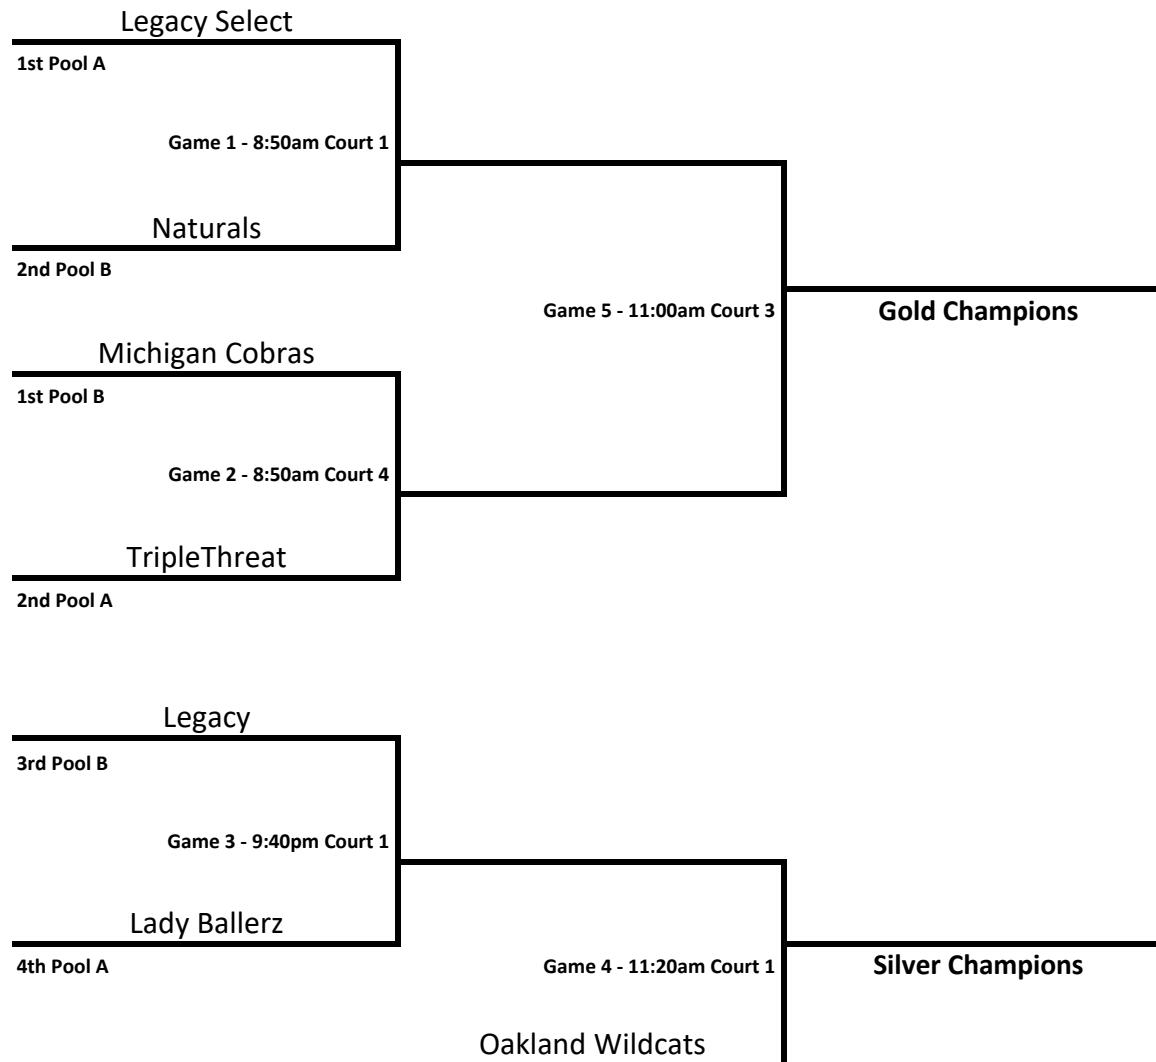 Legacy Select
1st Pool A
Game 1 - 8:50am Court 1
Naturals
2nd Pool B
Game 5 - 11:00am Court 3
Gold Champions
Michigan Cobras
1st Pool B
Game 2 - 8:50am Court 4
TripleThreat
2nd Pool A
Legacy
3rd Pool B
Game 3 - 9:40pm Court 1
Lady Ballerz
4th Pool A
Game 4 - 11:20am Court 1
Silver Champions
Oakland Wildcats